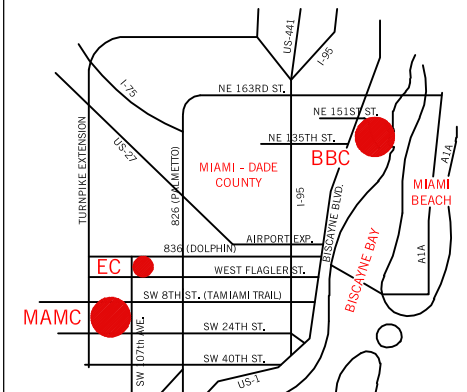 US-441
I-95
I-75
NE 163RD ST.
NE 151ST ST.
NE 135TH ST.
BBC
US-27
TURNPIKE EXTENSION
826 (PALMETTO)
MIAMI - DADE
COUNTY
I-95
BISCAYNE BLVD.
MIAMI
BEACH
A1A
A1A
BISCAYNE BAY
AIRPORT EXP.
836 (DOLPHIN)
EC
WEST FLAGLER ST.
SW 8TH ST. (TAMIAMI TRAIL)
MAMC
SW 24TH ST.
SW 107th AVE.
SW 40TH ST.
US-1